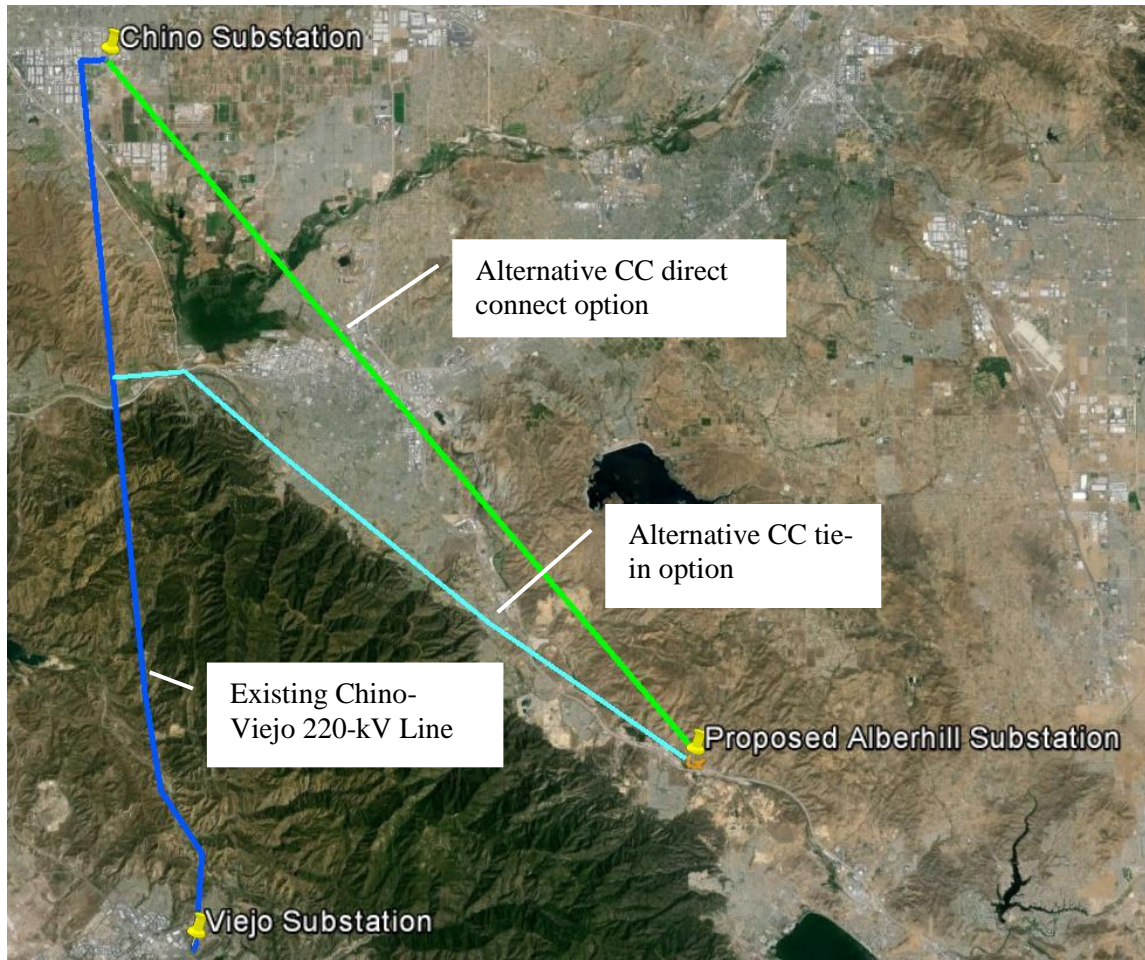 Chino Substation
Alternative CC direct
connect option
Alternative CC tie-
in option
Existing Chino-
Viejo 220-kV Line
Proposed Alberhill Substation
Viejo Substation